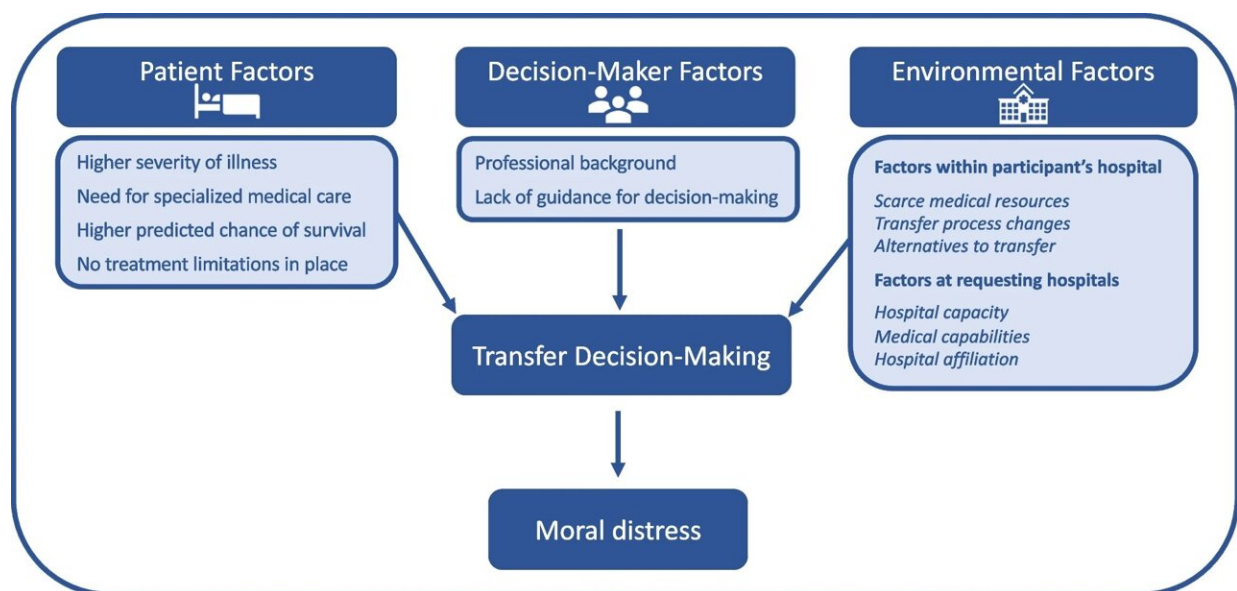 Patient Factors
Higher severity of illness
Need for specialized medical care
Higher predicted chance of survival
No treatment limitations in place
Decision-Maker Factors
Professional background
Lack of guidance for decision-making
Environmental Factors
Factors within participant's hospital
Scarce medical resources
Transfer process changes
Alternatives to transfer
Factors at requesting hospitals
Hospital capacity
Medical capabilities
Hospital affiliation
Transfer Decision-Making
Moral distress